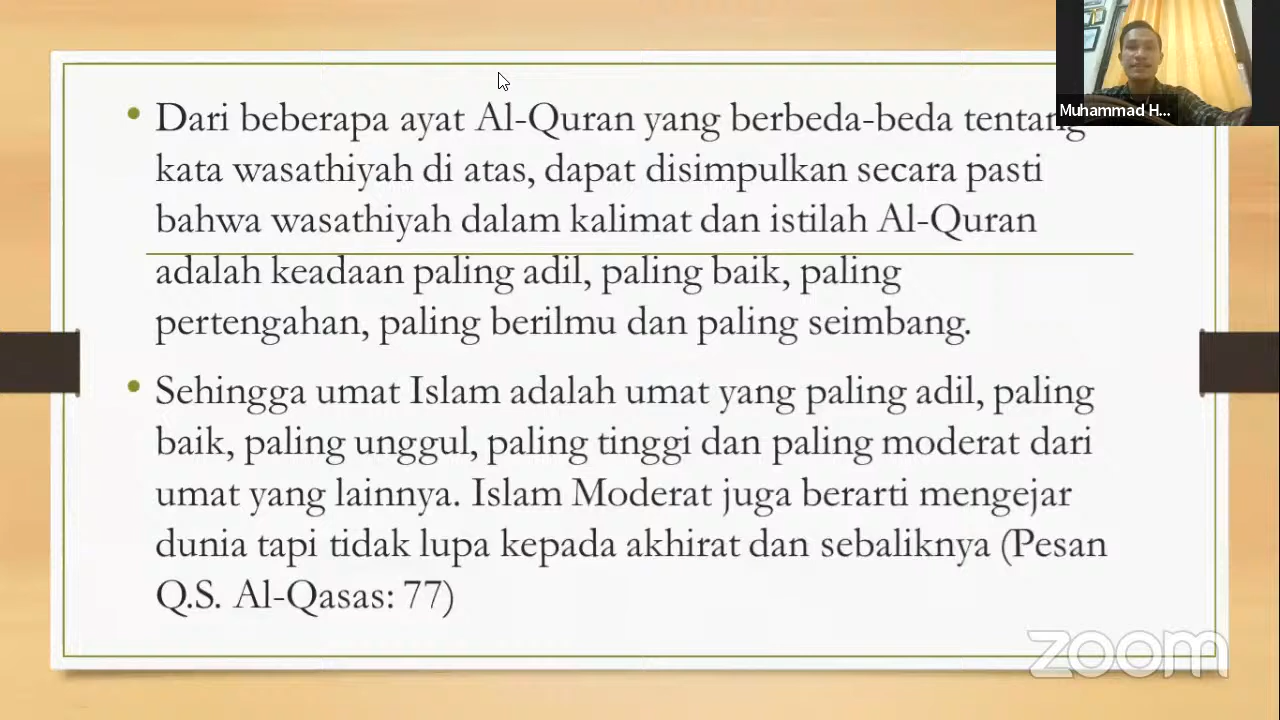 Muhammad H...
• Dari beberapa ayat Al-Quran yang berbeda-beda tentang
kata wasathiyah di atas, dapat disimpulkan secara pasti
bahwa wasathiyah dalam kalimat dan istilah Al-Quran
adalah keadaan paling adil, paling baik, paling
pertengahan, paling berilmu dan paling seimbang.
• Sehingga umat Islam adalah umat yang paling adil, paling
baik, paling unggul, paling tinggi dan paling moderat dari
umat yang lainnya. Islam Moderat juga berarti mengejar
dunia tapi tidak lupa kepada akhirat dan sebaliknya (Pesan
Q.S. Al-Qasas: 77)
zoom